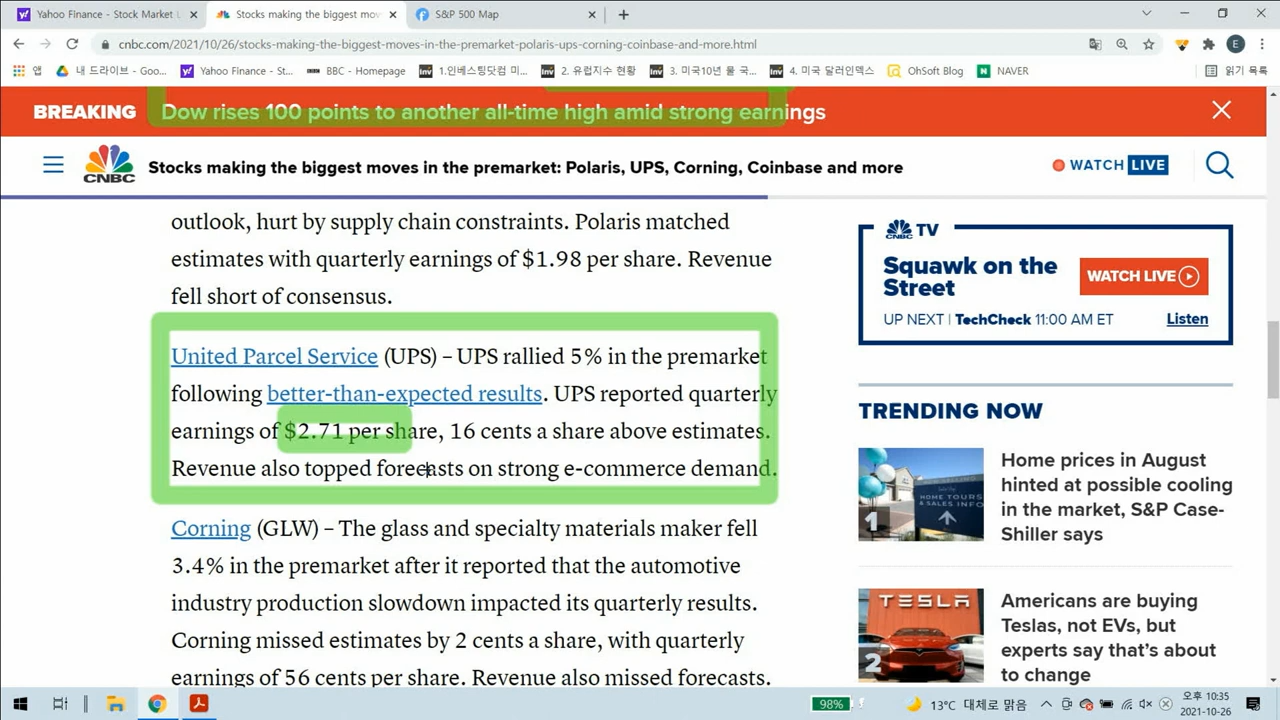 Yahoo Finance - Stock Market L
Stocks making the biggest mov
S&P 500 Map
cnbc.com/2021/10/26/stocks-making-the-biggest-moves-in-the-premarket-polaris-ups-corning-coinbase-and-more.html
E
앱
내 드라이브 - Goo...
Yahoo Finance - St...
BBC - Homepage
1.인베스팅닷컴 미...
2. 유럽지수 현황
3. 미국10년 물 국...
4. 미국 달러인덱스
OhSoft Blog
NAVER
읽기 목록
BREAKING
Dow rises 100 points to another all-time high amid strong earnings
CNBC
Stocks making the biggest moves in the premarket: Polaris, UPS, Corning, Coinbase and more
WATCH LIVE
outlook, hurt by supply chain constraints. Polaris matched
estimates with quarterly earnings of $1.98 per share. Revenue
fell short of consensus.
United Parcel Service (UPS) – UPS rallied 5% in the premarket
following better-than-expected results. UPS reported quarterly
earnings of $2.71 per share, 16 cents a share above estimates.
Revenue also topped forecasts on strong e-commerce demand.
Corning (GLW) – The glass and specialty materials maker fell
3.4% in the premarket after it reported that the automotive
industry production slowdown impacted its quarterly results.
Corning missed estimates by 2 cents a share, with quarterly
earnings of 56 cents per share. Revenue also missed forecasts.
CNBC TV
Squawk on the
Street
WATCH LIVE
UP NEXT | TechCheck 11:00 AM ET
Listen
TRENDING NOW
1
HOME TOURS
& SALES INFO
Home prices in August
hinted at possible cooling
in the market, S&P Case-
Shiller says
TESLA
2
Americans are buying
Teslas, not EVs, but
experts say that's about
to change
98%
13°C 대체로 맑음
오후 10:35
2021-10-26